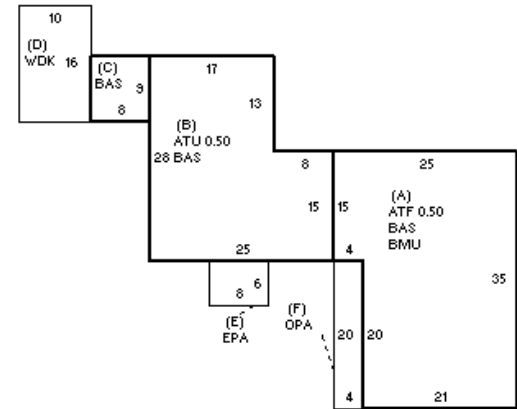 10
(D)
WDK 16
(C)
BAS 9
8
17
13
(B)
ATU 0.50
28 BAS
8
25
15
15
(A)
ATF 0.50
BAS
BMU
25
4
35
6
8
(E)
EPA
(F)
OPA
20
20
4
21